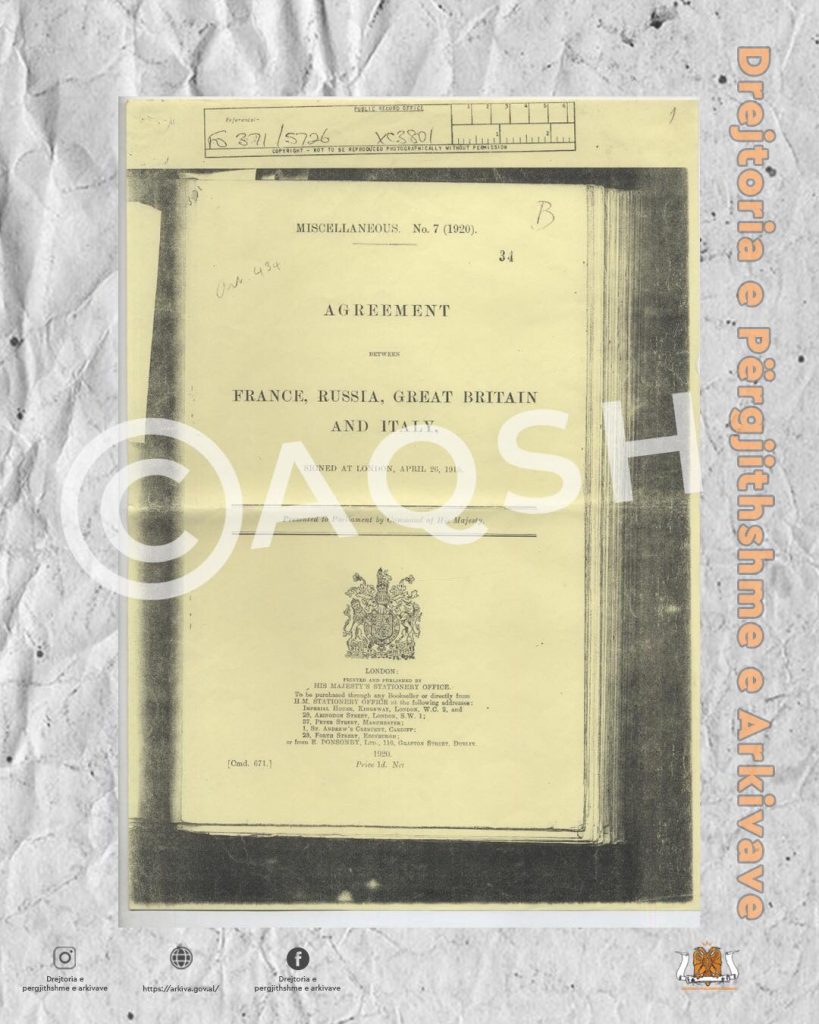 PUBLIC RECORD OFFICE
Reference:-
FO 371/5726 XC3801
1 2 3 4 5 6
1 2
COPYRIGHT - NOT TO BE REPRODUCED PHOTOGRAPHICALLY WITHOUT PERMISSION
1
B
MISCELLANEOUS. No. 7 (1920).
34
434
AGREEMENT
BETWEEN
FRANCE, RUSSIA, GREAT BRITAIN
AND ITALY,
SIGNED AT LONDON, APRIL 26, 1915.
Presented to Parliament by Command of His Majesty.
©AQSH
LONDON:
PRINTED AND PUBLISHED BY
HIS MAJESTY'S STATIONERY OFFICE.
To be purchased through any Bookseller or directly from
H.M. STATIONERY OFFICE at the following addresses:
IMPERIAL HOUSE, KINGSWAY, LONDON, W.C. 2, and
28, ABINGDON STREET, LONDON, S.W. 1;
37, PETER STREET, MANCHESTER;
1, ST. ANDREW'S CRESCENT, CARDIFF;
23, FORTH STREET, EDINBURGH;
or from E. PONSONBY, LTD., 116, GRAFTON STREET, DUBLIN.
1920.
[Cmd. 671.] Price 1d. Net
Drejtoria e Përgjithshme e Arkivave
Drejtoria e
pergjithshme e arkivave
https://arkiva.gov.al/
Drejtoria e
pergjithshme e arkivave